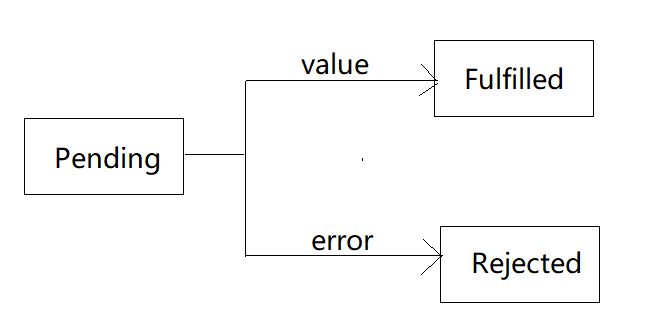 value
Fulfilled
Pending
error
Rejected